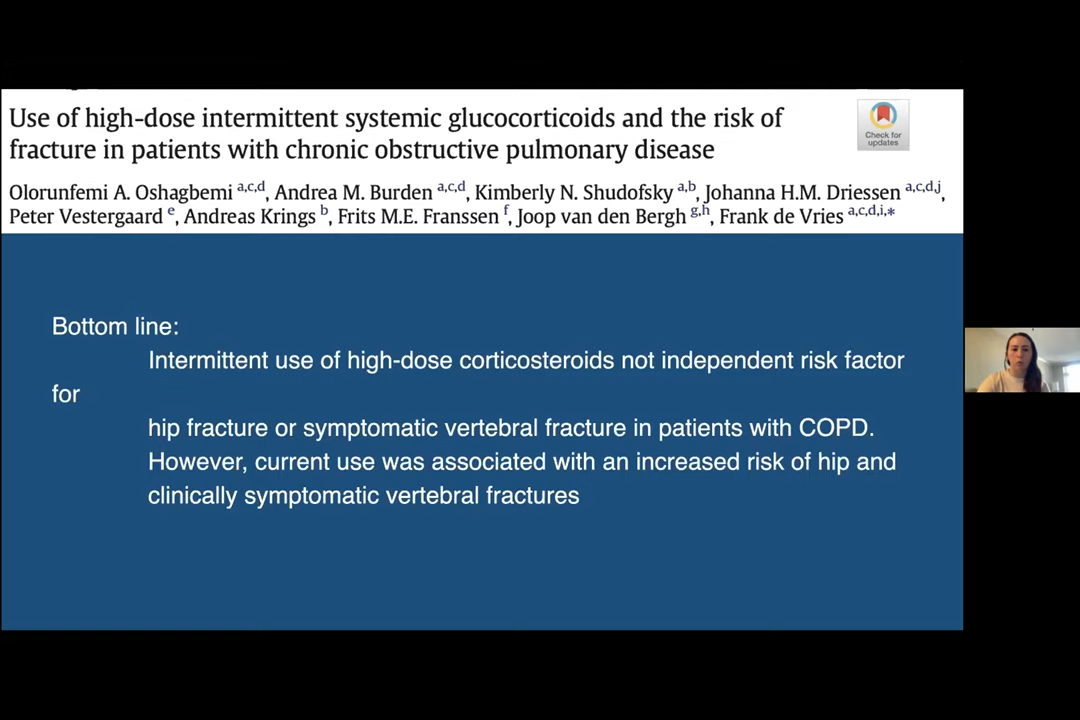 Use of high-dose intermittent systemic glucocorticoids and the risk of
fracture in patients with chronic obstructive pulmonary disease
Check for
updates
Olorunfemi A. Oshagbemi a,c,d, Andrea M. Burden a,c,d, Kimberly N. Shudofsky a,b, Johanna H.M. Driessen a,c,d,j,
Peter Vestergaard e, Andreas Krings b, Frits M.E. Franssen f, Joop van den Bergh g,h, Frank de Vries a,c,d,i,*
Bottom line:
Intermittent use of high-dose corticosteroids not independent risk factor
for
hip fracture or symptomatic vertebral fracture in patients with COPD.
However, current use was associated with an increased risk of hip and
clinically symptomatic vertebral fractures